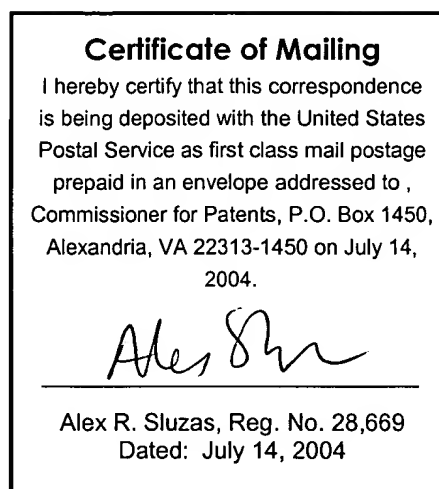 Certificate of Mailing
I hereby certify that this correspondence
is being deposited with the United States
Postal Service as first class mail postage
prepaid in an envelope addressed to ,
Commissioner for Patents, P.O. Box 1450,
Alexandria, VA 22313-1450 on July 14,
2004.
Alex R. Sluzas, Reg. No. 28,669
Dated: July 14, 2004